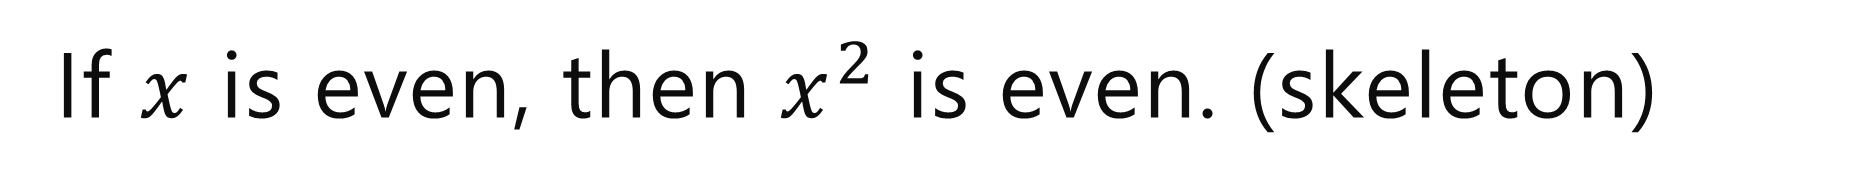 If x is even, then x² is even. (skeleton)